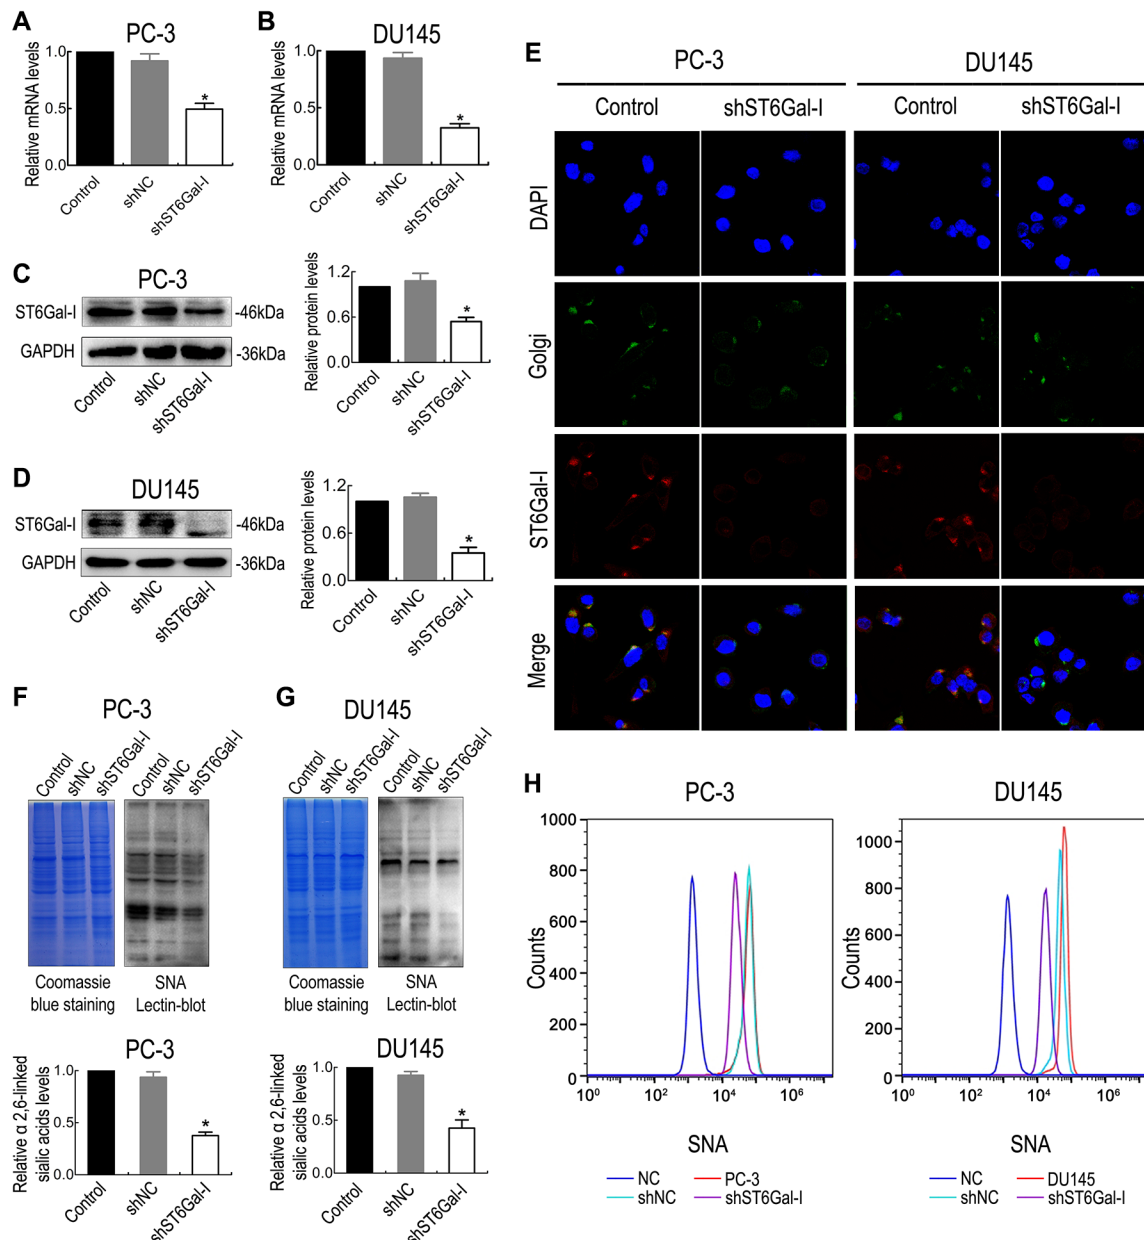 A
PC-3
Relative mRNA levels
1.0
0.5
0.0
*
Control
shNC
shST6Gal-I
B
DU145
Relative mRNA levels
1.0
0.5
0.0
*
Control
shNC
shST6Gal-I
C
PC-3
ST6Gal-I
-46kDa
GAPDH
-36kDa
Control
shNC
shST6Gal-I
Relative protein levels
1.2
0.6
0.0
*
Control
shNC
shST6Gal-I
D
DU145
ST6Gal-I
-46kDa
GAPDH
-36kDa
Control
shNC
shST6Gal-I
Relative protein levels
1.2
0.6
0.0
*
Control
shNC
shST6Gal-I
E
PC-3
DU145
Control
shST6Gal-I
Control
shST6Gal-I
DAPI
Golgi
ST6Gal-I
Merge
F
PC-3
Control
shNC
shST6Gal-I
Control
shNC
shST6Gal-I
Coomassie
blue staining
SNA
Lectin-blot
PC-3
Relative α 2,6-linked
sialic acids levels
1.0
0.5
0.0
*
Control
shNC
shST6Gal-I
G
DU145
Control
shNC
shST6Gal-I
Control
shNC
shST6Gal-I
Coomassie
blue staining
SNA
Lectin-blot
DU145
Relative α 2,6-linked
sialic acids levels
1.0
0.5
0.0
*
Control
shNC
shST6Gal-I
H
PC-3
Counts
1000
800
600
400
200
0
10⁰
10²
10⁴
10⁶
SNA
NC
PC-3
shNC
shST6Gal-I
DU145
Counts
1000
800
600
400
200
0
10⁰
10²
10⁴
10⁶
SNA
NC
DU145
shNC
shST6Gal-I